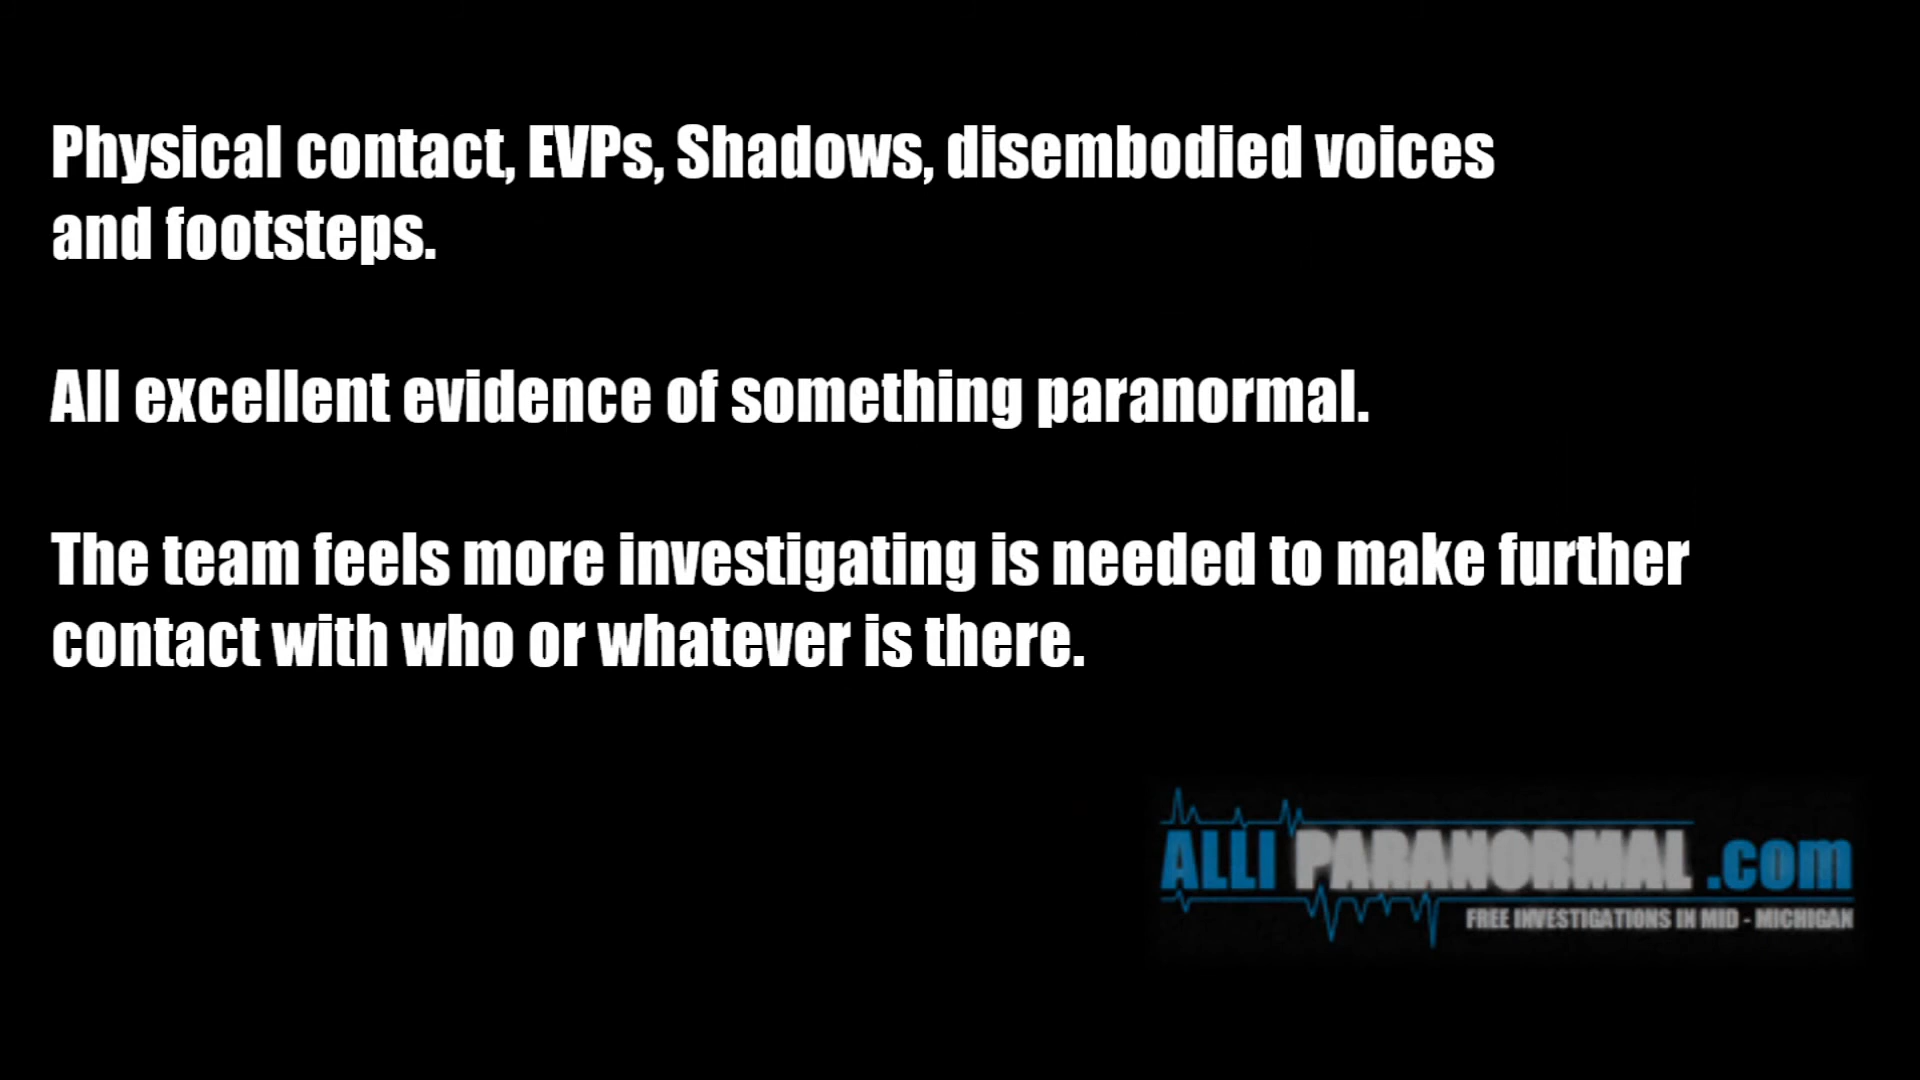 Physical contact, EVPs, Shadows, disembodied voices
and footsteps.
All excellent evidence of something paranormal.
The team feels more investigating is needed to make further
contact with who or whatever is there.
ALLI PARANORMAL .com
FREE INVESTIGATIONS IN MID - MICHIGAN